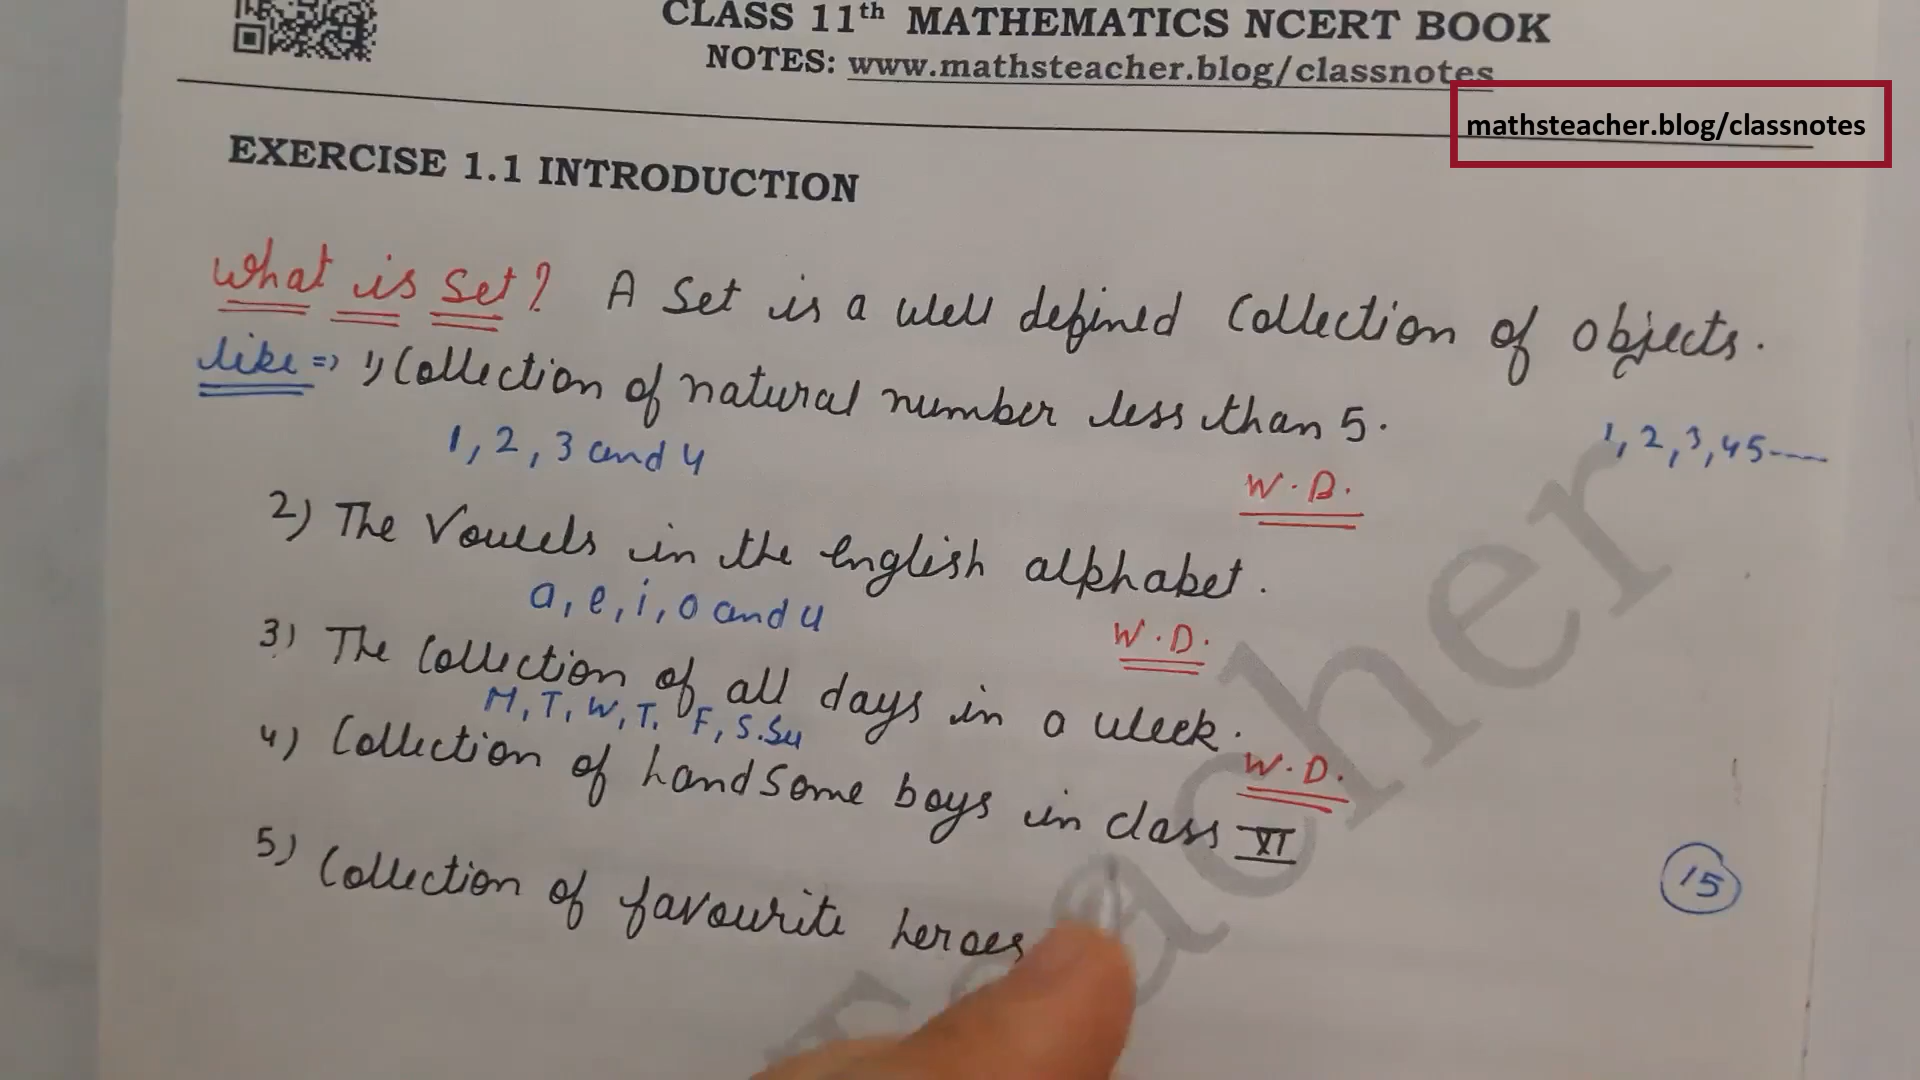 CLASS 11th MATHEMATICS NCERT BOOK
NOTES: www.mathsteacher.blog/classnotes
mathsteacher.blog/classnotes
EXERCISE 1.1 INTRODUCTION
What is Set? A Set is a well defined Collection of objects.
like => 1) Collection of natural number less than 5.
1, 2, 3 and 4
1, 2, 3, 4 5 ----
W.D.
2) The Vowels in the english alphabet.
a, e, i, o and u
W.D.
3) The Collection of all days in a week.
M, T, W, T, F, S. Su
W.D.
4) Collection of handsome boys in class XI
15
5) Collection of favourite heroes
acher